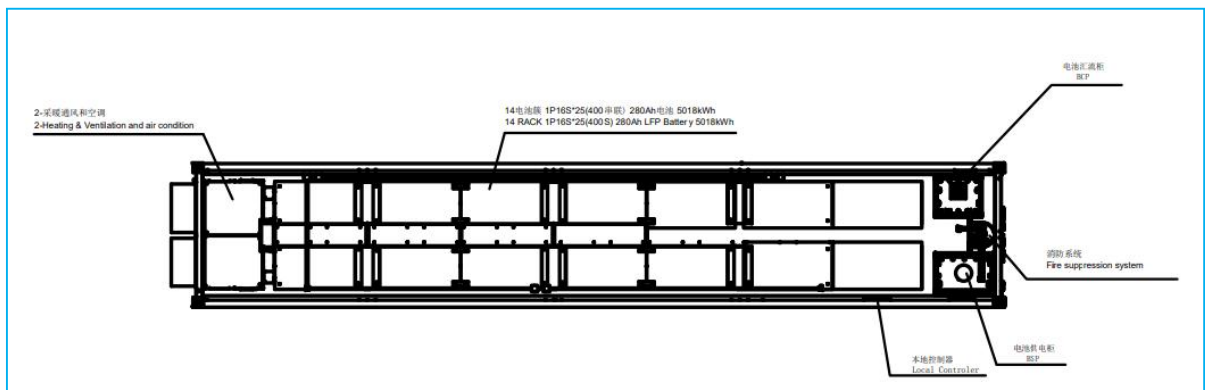 电池汇流柜
BCP
2-采暖通风和空调
2-Heating & Ventilation and air condition
14电池簇 1P16S*25(400串联) 280Ah电池 5018kWh
14 RACK 1P16S*25(400S) 280Ah LFP Battery 5018kWh
消防系统
Fire suppression system
电池供电柜
BSP
本地控制器
Local Controler